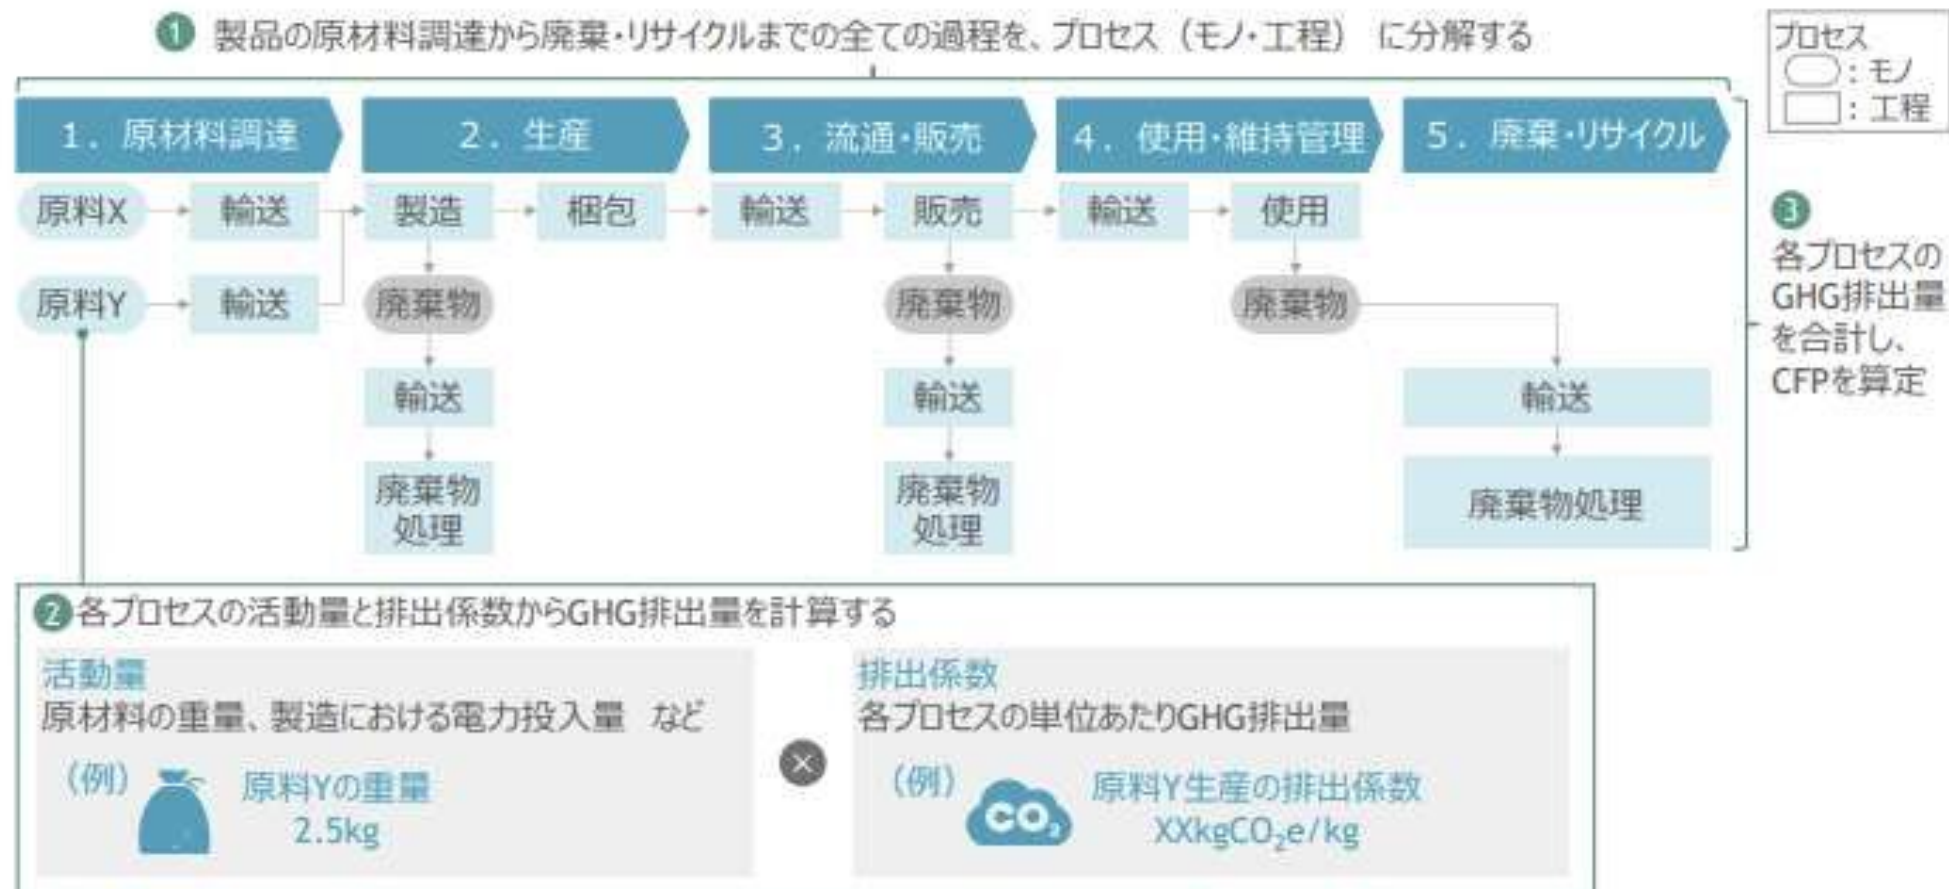 1 製品の原材料調達から廃棄・リサイクルまでの全ての過程を、プロセス（モノ・工程） に分解する
プロセス
：モノ
：工程
1．原材料調達
2．生産
3．流通・販売
4．使用・維持管理
5．廃棄・リサイクル
原料X
輸送
製造
梱包
輸送
販売
輸送
使用
原料Y
輸送
廃棄物
廃棄物
廃棄物
輸送
輸送
輸送
廃棄物
処理
廃棄物
処理
廃棄物処理
3
各プロセスの
GHG排出量
を合計し、
CFPを算定
2 各プロセスの活動量と排出係数からGHG排出量を計算する
活動量
原材料の重量、製造における電力投入量 など
（例）
原料Yの重量
2.5kg
×
排出係数
各プロセスの単位あたりGHG排出量
（例）
CO₂
原料Y生産の排出係数
XXkgCO₂e/kg